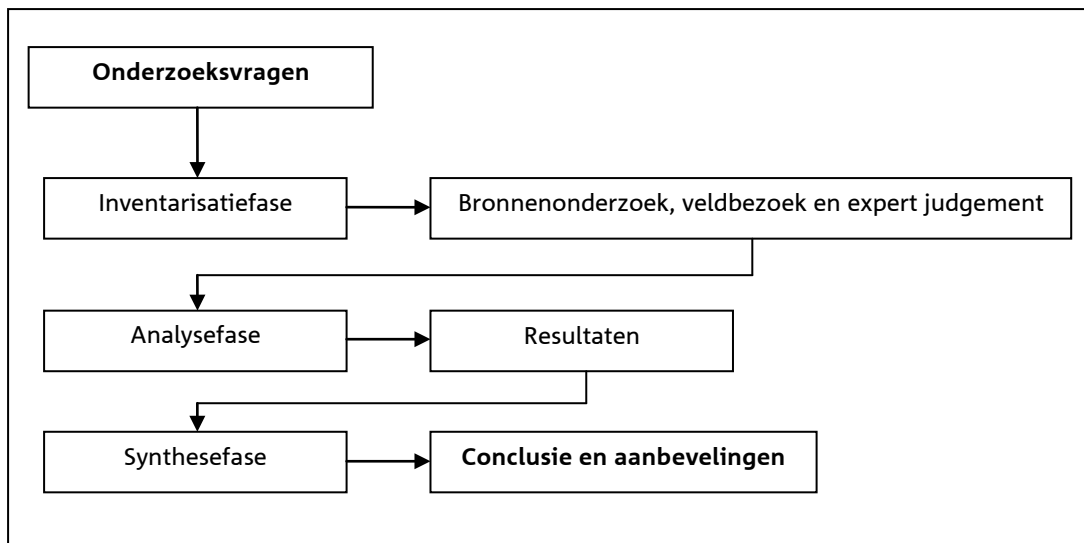 Onderzoeksvragen
Inventarisatiefase
Bronnenonderzoek, veldbezoek en expert judgement
Analysefase
Resultaten
Synthesefase
Conclusie en aanbevelingen